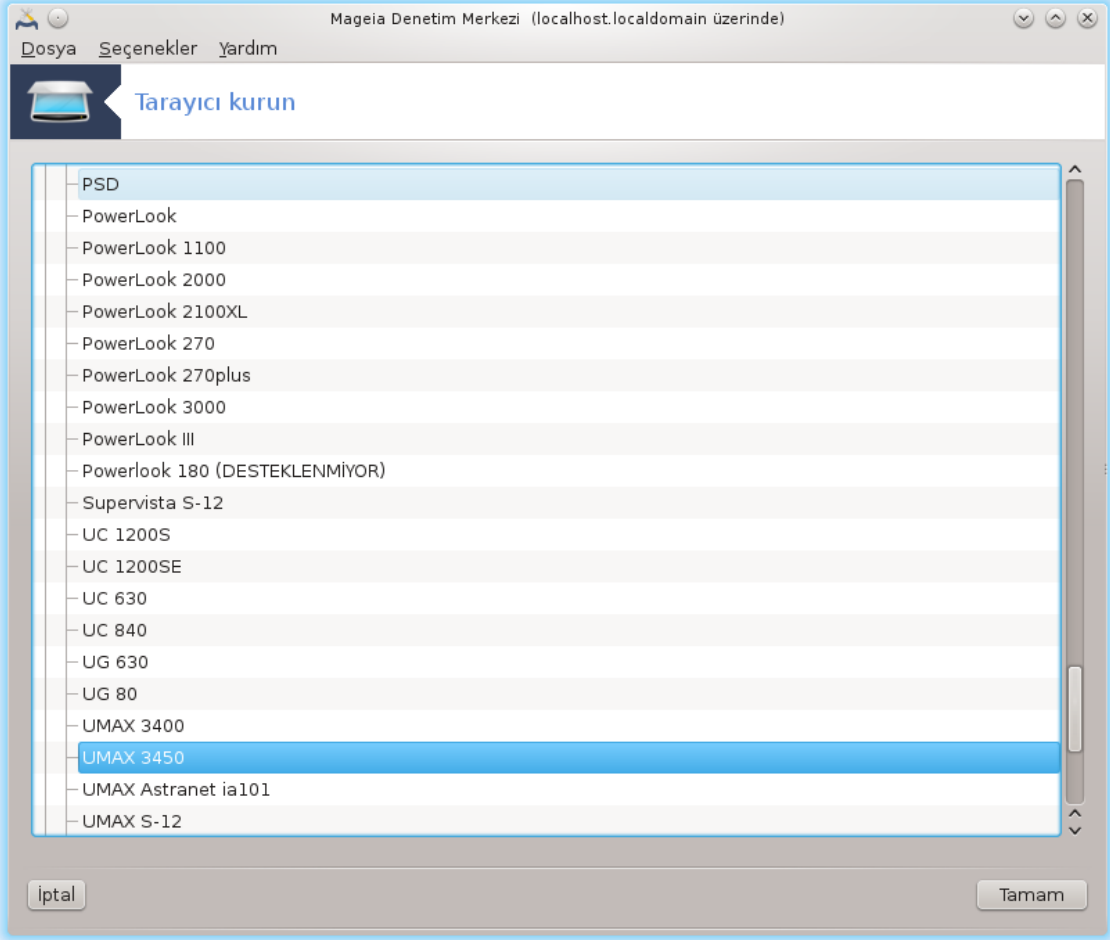 Mageia Denetim Merkezi (localhost.localdomain üzerinde)
Dosya Seçenekler Yardım
Tarayıcı kurun
PSD
PowerLook
PowerLook 1100
PowerLook 2000
PowerLook 2100XL
PowerLook 270
PowerLook 270plus
PowerLook 3000
PowerLook III
Powerlook 180 (DESTEKLENMİYOR)
Supervista S-12
UC 1200S
UC 1200SE
UC 630
UC 840
UG 630
UG 80
UMAX 3400
UMAX 3450
UMAX Astranet ia101
UMAX S-12
İptal Tamam